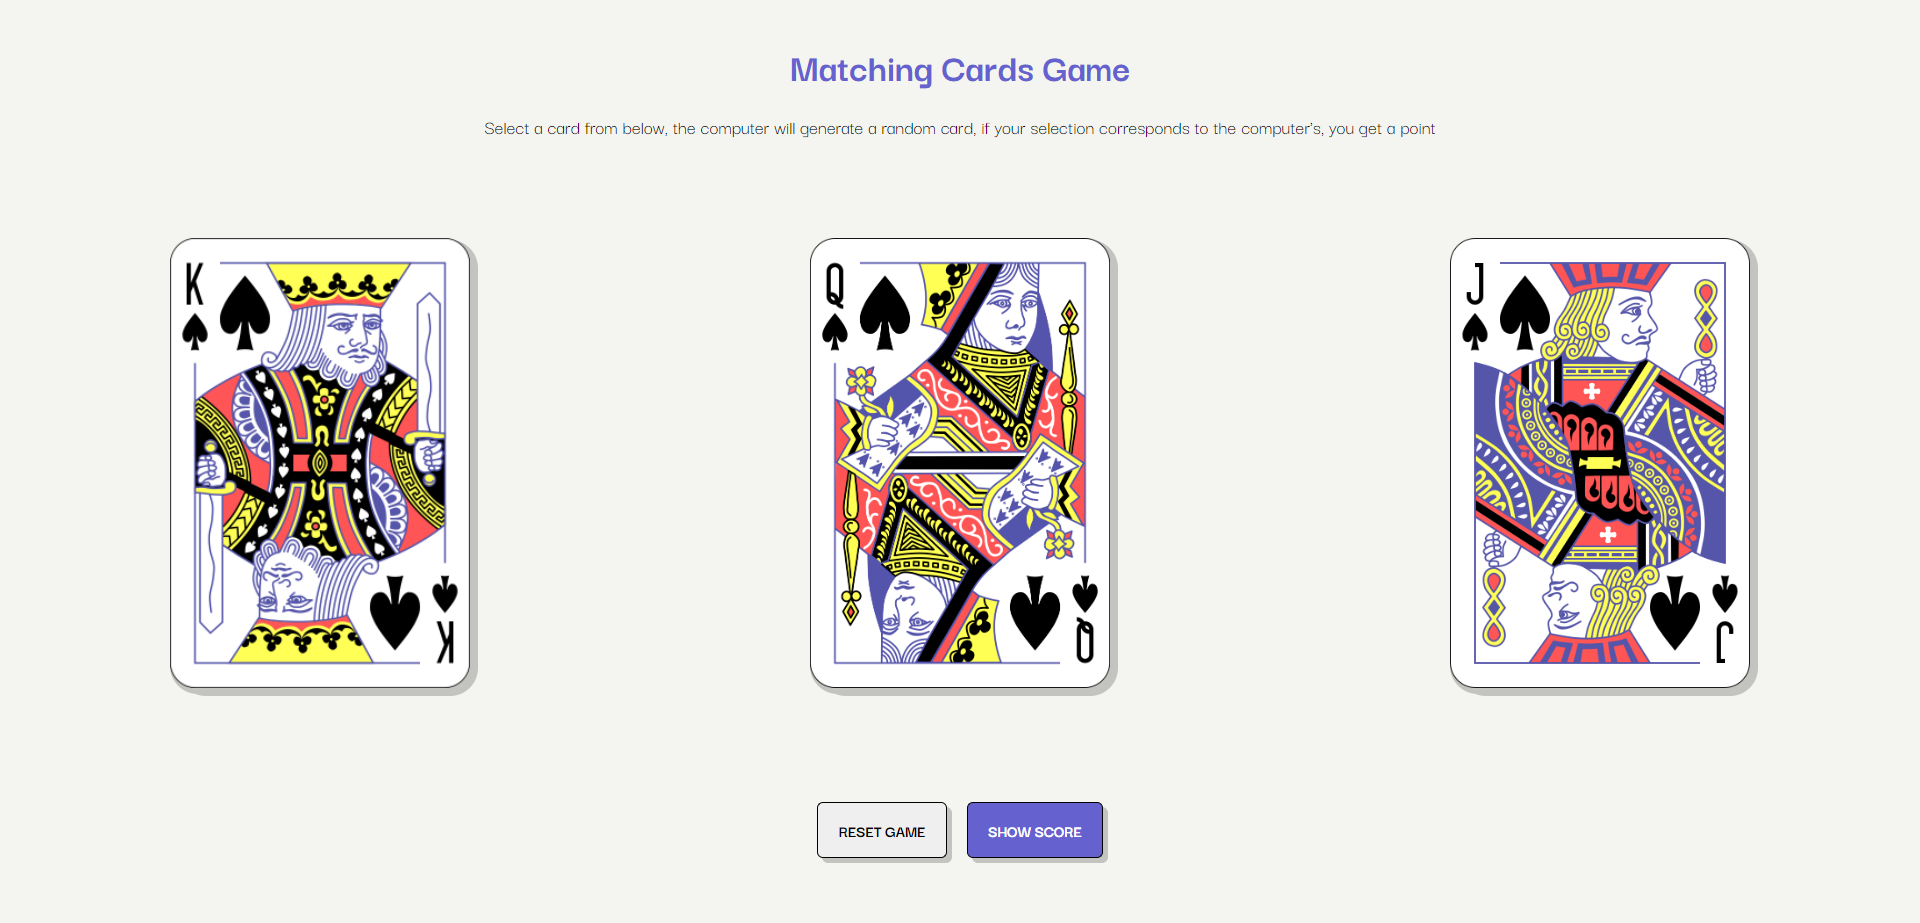 Matching Cards Game
Select a card from below, the computer will generate a random card, if your selection corresponds to the computer's, you get a point
K
Q
J
K
Q
J
RESET GAME
SHOW SCORE